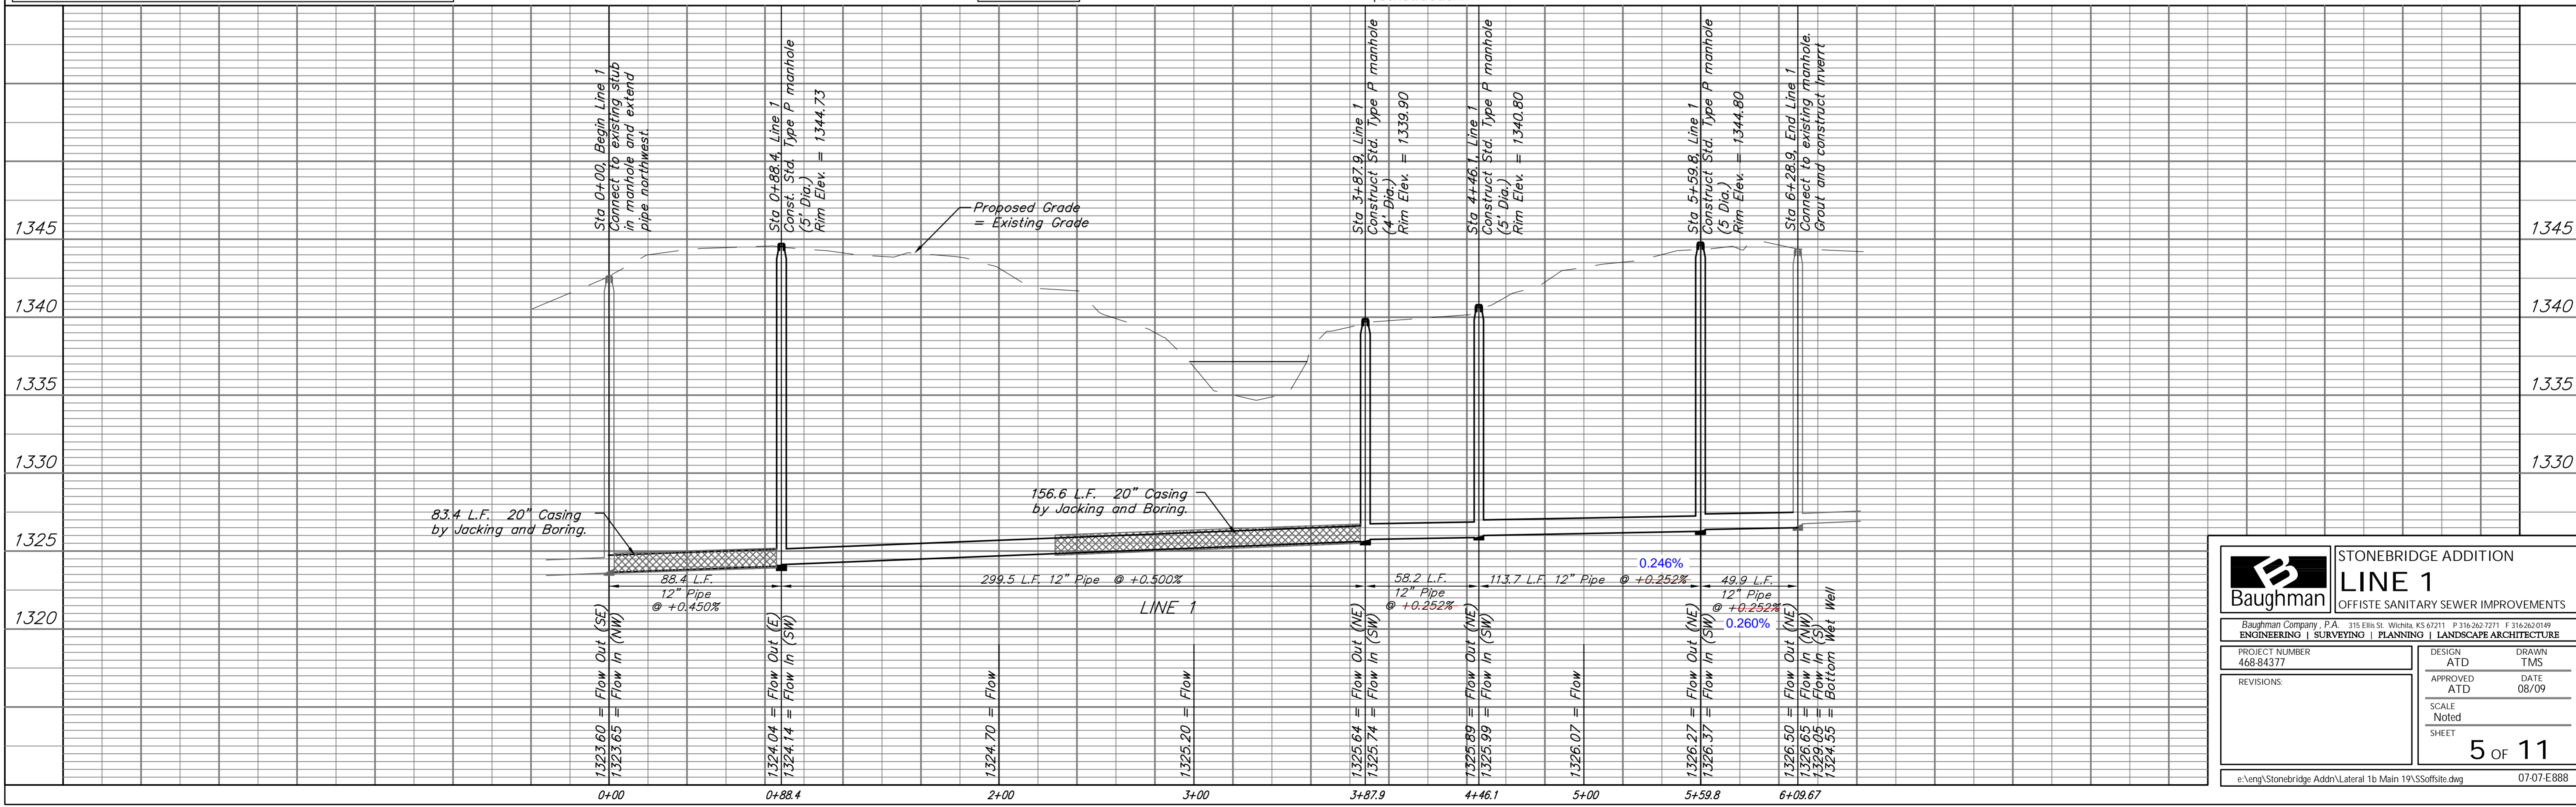 Sta 0+00, Begin Line 1
Connect to existing stub
in manhole and extend
pipe northwest.
Sta 0+88.4, Line 1
Const. Std. Type P manhole
(5' Dia.)
Rim Elev. = 1344.73
Sta 3+87.9, Line 1
Construct Std. Type P manhole
(4' Dia.)
Rim Elev. = 1339.90
Sta 4+46.1, Line 1
Construct Std. Type P manhole
(5' Dia.)
Rim Elev. = 1340.80
Sta 5+59.8, Line 1
Construct Std. Type P manhole
(5 Dia.)
Rim Elev. = 1344.80
Sta 6+28.9, End Line 1
Connect to existing manhole.
Grout and construct Invert
1345
1345
Proposed Grade
= Existing Grade
1340
1340
1335
1335
1330
1330
156.6 L.F. 20" Casing
by Jacking and Boring.
83.4 L.F. 20" Casing
by Jacking and Boring.
1325
1325
88.4 L.F.
12" Pipe
@ +0.450%
299.5 L.F. 12" Pipe @ +0.500%
LINE 1
58.2 L.F.
12" Pipe
@ +0.252%
0.246%
113.7 L.F. 12" Pipe @ +0.252%
49.9 L.F.
12" Pipe
@ +0.252%
0.260%
1320
1320
1323.60 = Flow Out (SE)
1323.65 = Flow In (NW)
1324.04 = Flow Out (E)
1324.14 = Flow In (SW)
1324.70 = Flow
1325.20 = Flow
1325.64 = Flow Out (NE)
1325.74 = Flow In (SW)
1325.89 = Flow Out (NE)
1325.99 = Flow In (SW)
1326.07 = Flow
1326.27 = Flow Out (NE)
1326.37 = Flow In (SW)
1326.50 = Flow Out (NE)
1326.65 = Flow In (NW)
1329.05 = Flow In (S)
1324.55 = Bottom Wet Well
0+00
0+88.4
2+00
3+00
3+87.9
4+46.1
5+00
5+59.8
6+09.67
Baughman
STONEBRIDGE ADDITION
LINE 1
OFFISTE SANITARY SEWER IMPROVEMENTS
Baughman Company, P.A. 315 Ellis St. Wichita, KS 67211 P 316-262-7271 F 316-262-0149
ENGINEERING | SURVEYING | PLANNING | LANDSCAPE ARCHITECTURE
PROJECT NUMBER
468-84377
DESIGN
ATD
DRAWN
TMS
REVISIONS:
APPROVED
ATD
DATE
08/09
SCALE
Noted
SHEET
5 OF 11
e:\eng\Stonebridge Addn\Lateral 1b Main 19\SSoffsite.dwg
07-07-E888